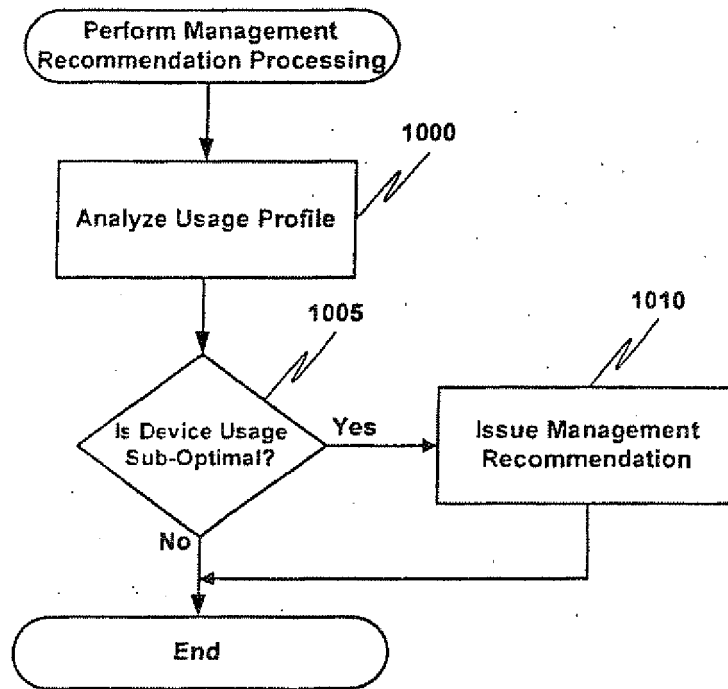 Perform Management
Recommendation Processing
1000
Analyze Usage Profile
1005
1010
Is Device Usage
Sub-Optimal?
Yes
Issue Management
Recommendation
No
End